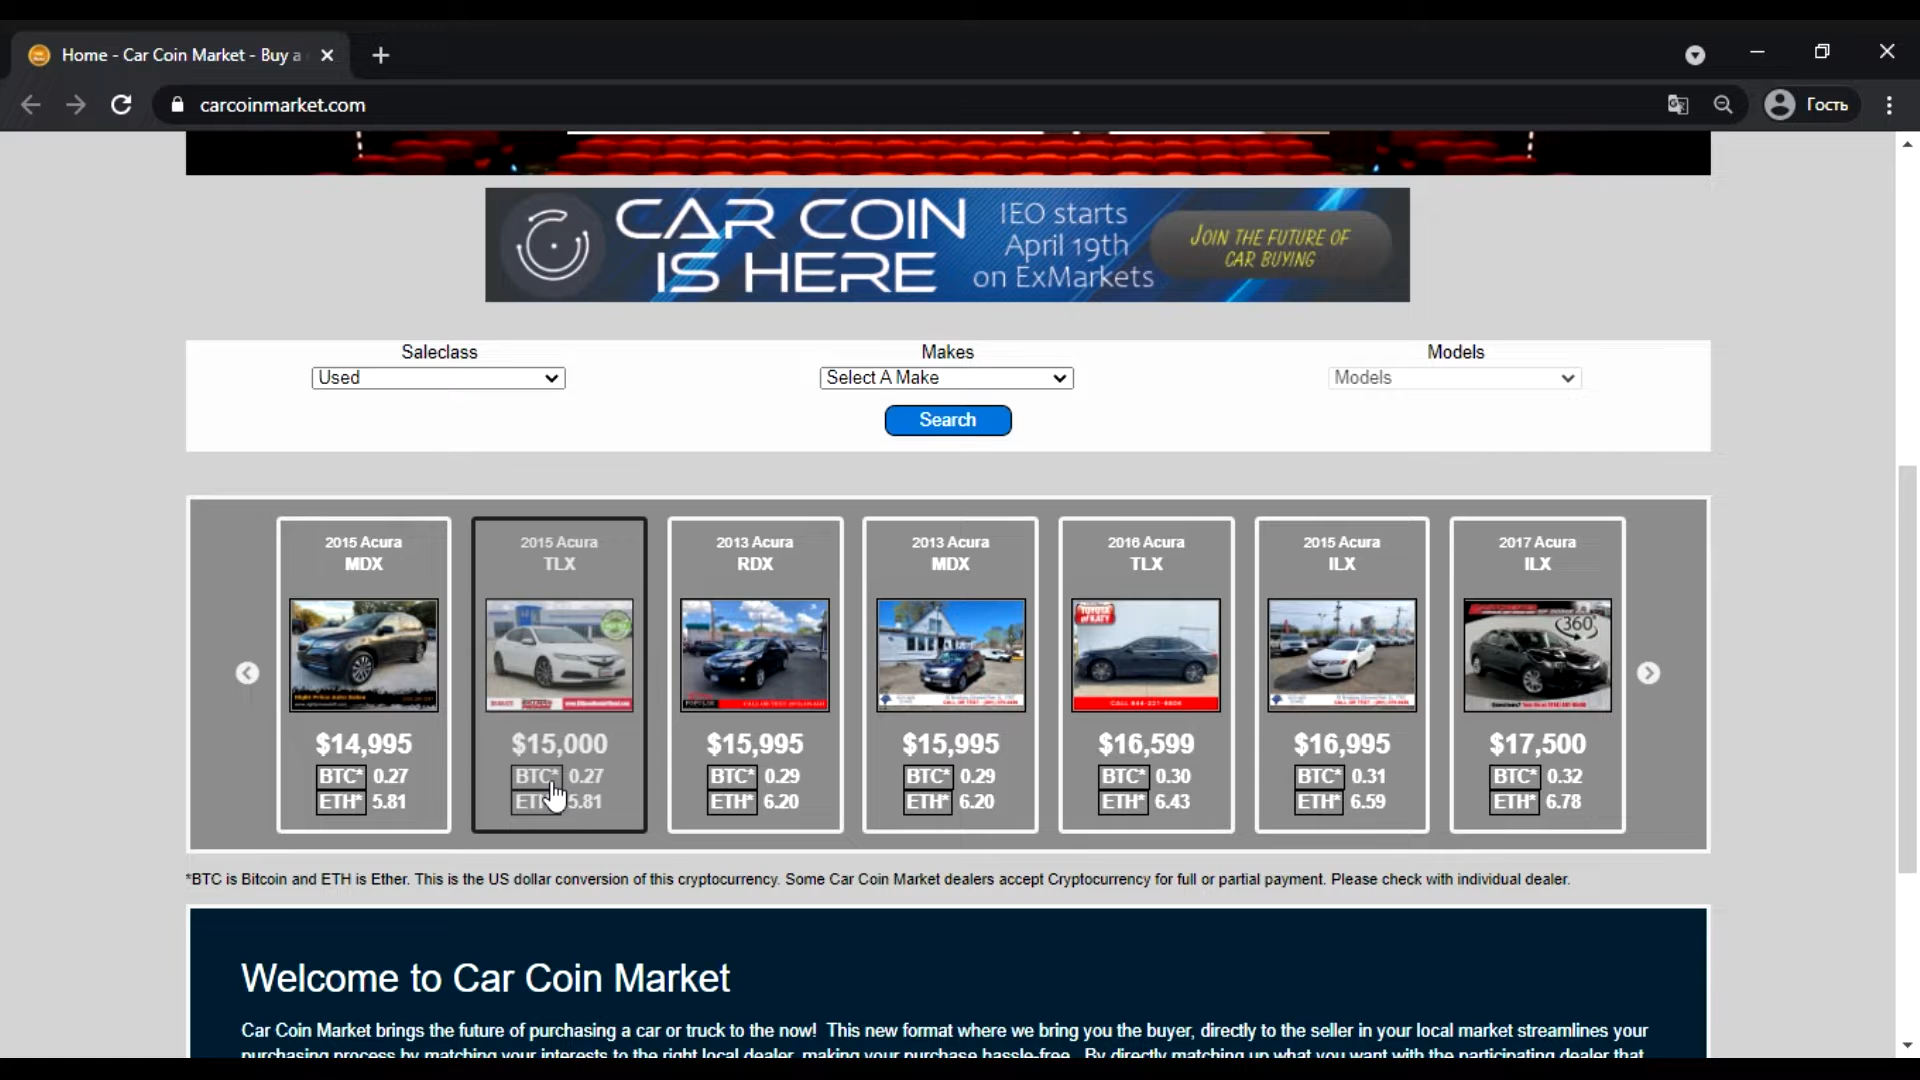 Home - Car Coin Market - Buy a
carcoinmarket.com
Гость
CAR COIN
IS HERE
IEO starts
April 19th
on ExMarkets
JOIN THE FUTURE OF
CAR BUYING
Saleclass
Makes
Models
Used
Select A Make
Models
Search
2015 Acura
MDX
$14,995
BTC* 0.27
ETH* 5.81
2015 Acura
TLX
$15,000
BTC* 0.27
ETH 5.81
2013 Acura
RDX
$15,995
BTC* 0.29
ETH* 6.20
2013 Acura
MDX
$15,995
BTC* 0.29
ETH* 6.20
2016 Acura
TLX
TOYOTA
of KATY
$16,599
BTC* 0.30
ETH* 6.43
2015 Acura
ILX
$16,995
BTC* 0.31
ETH* 6.59
2017 Acura
ILX
360°
$17,500
BTC* 0.32
ETH* 6.78
*BTC is Bitcoin and ETH is Ether. This is the US dollar conversion of this cryptocurrency. Some Car Coin Market dealers accept Cryptocurrency for full or partial payment. Please check with individual dealer.
Welcome to Car Coin Market
Car Coin Market brings the future of purchasing a car or truck to the now! This new format where we bring you the buyer, directly to the seller in your local market streamlines your
purchasing process by matching your interests to the right local dealer, making your purchase hassle-free. By directly matching up what you want with the participating dealer that